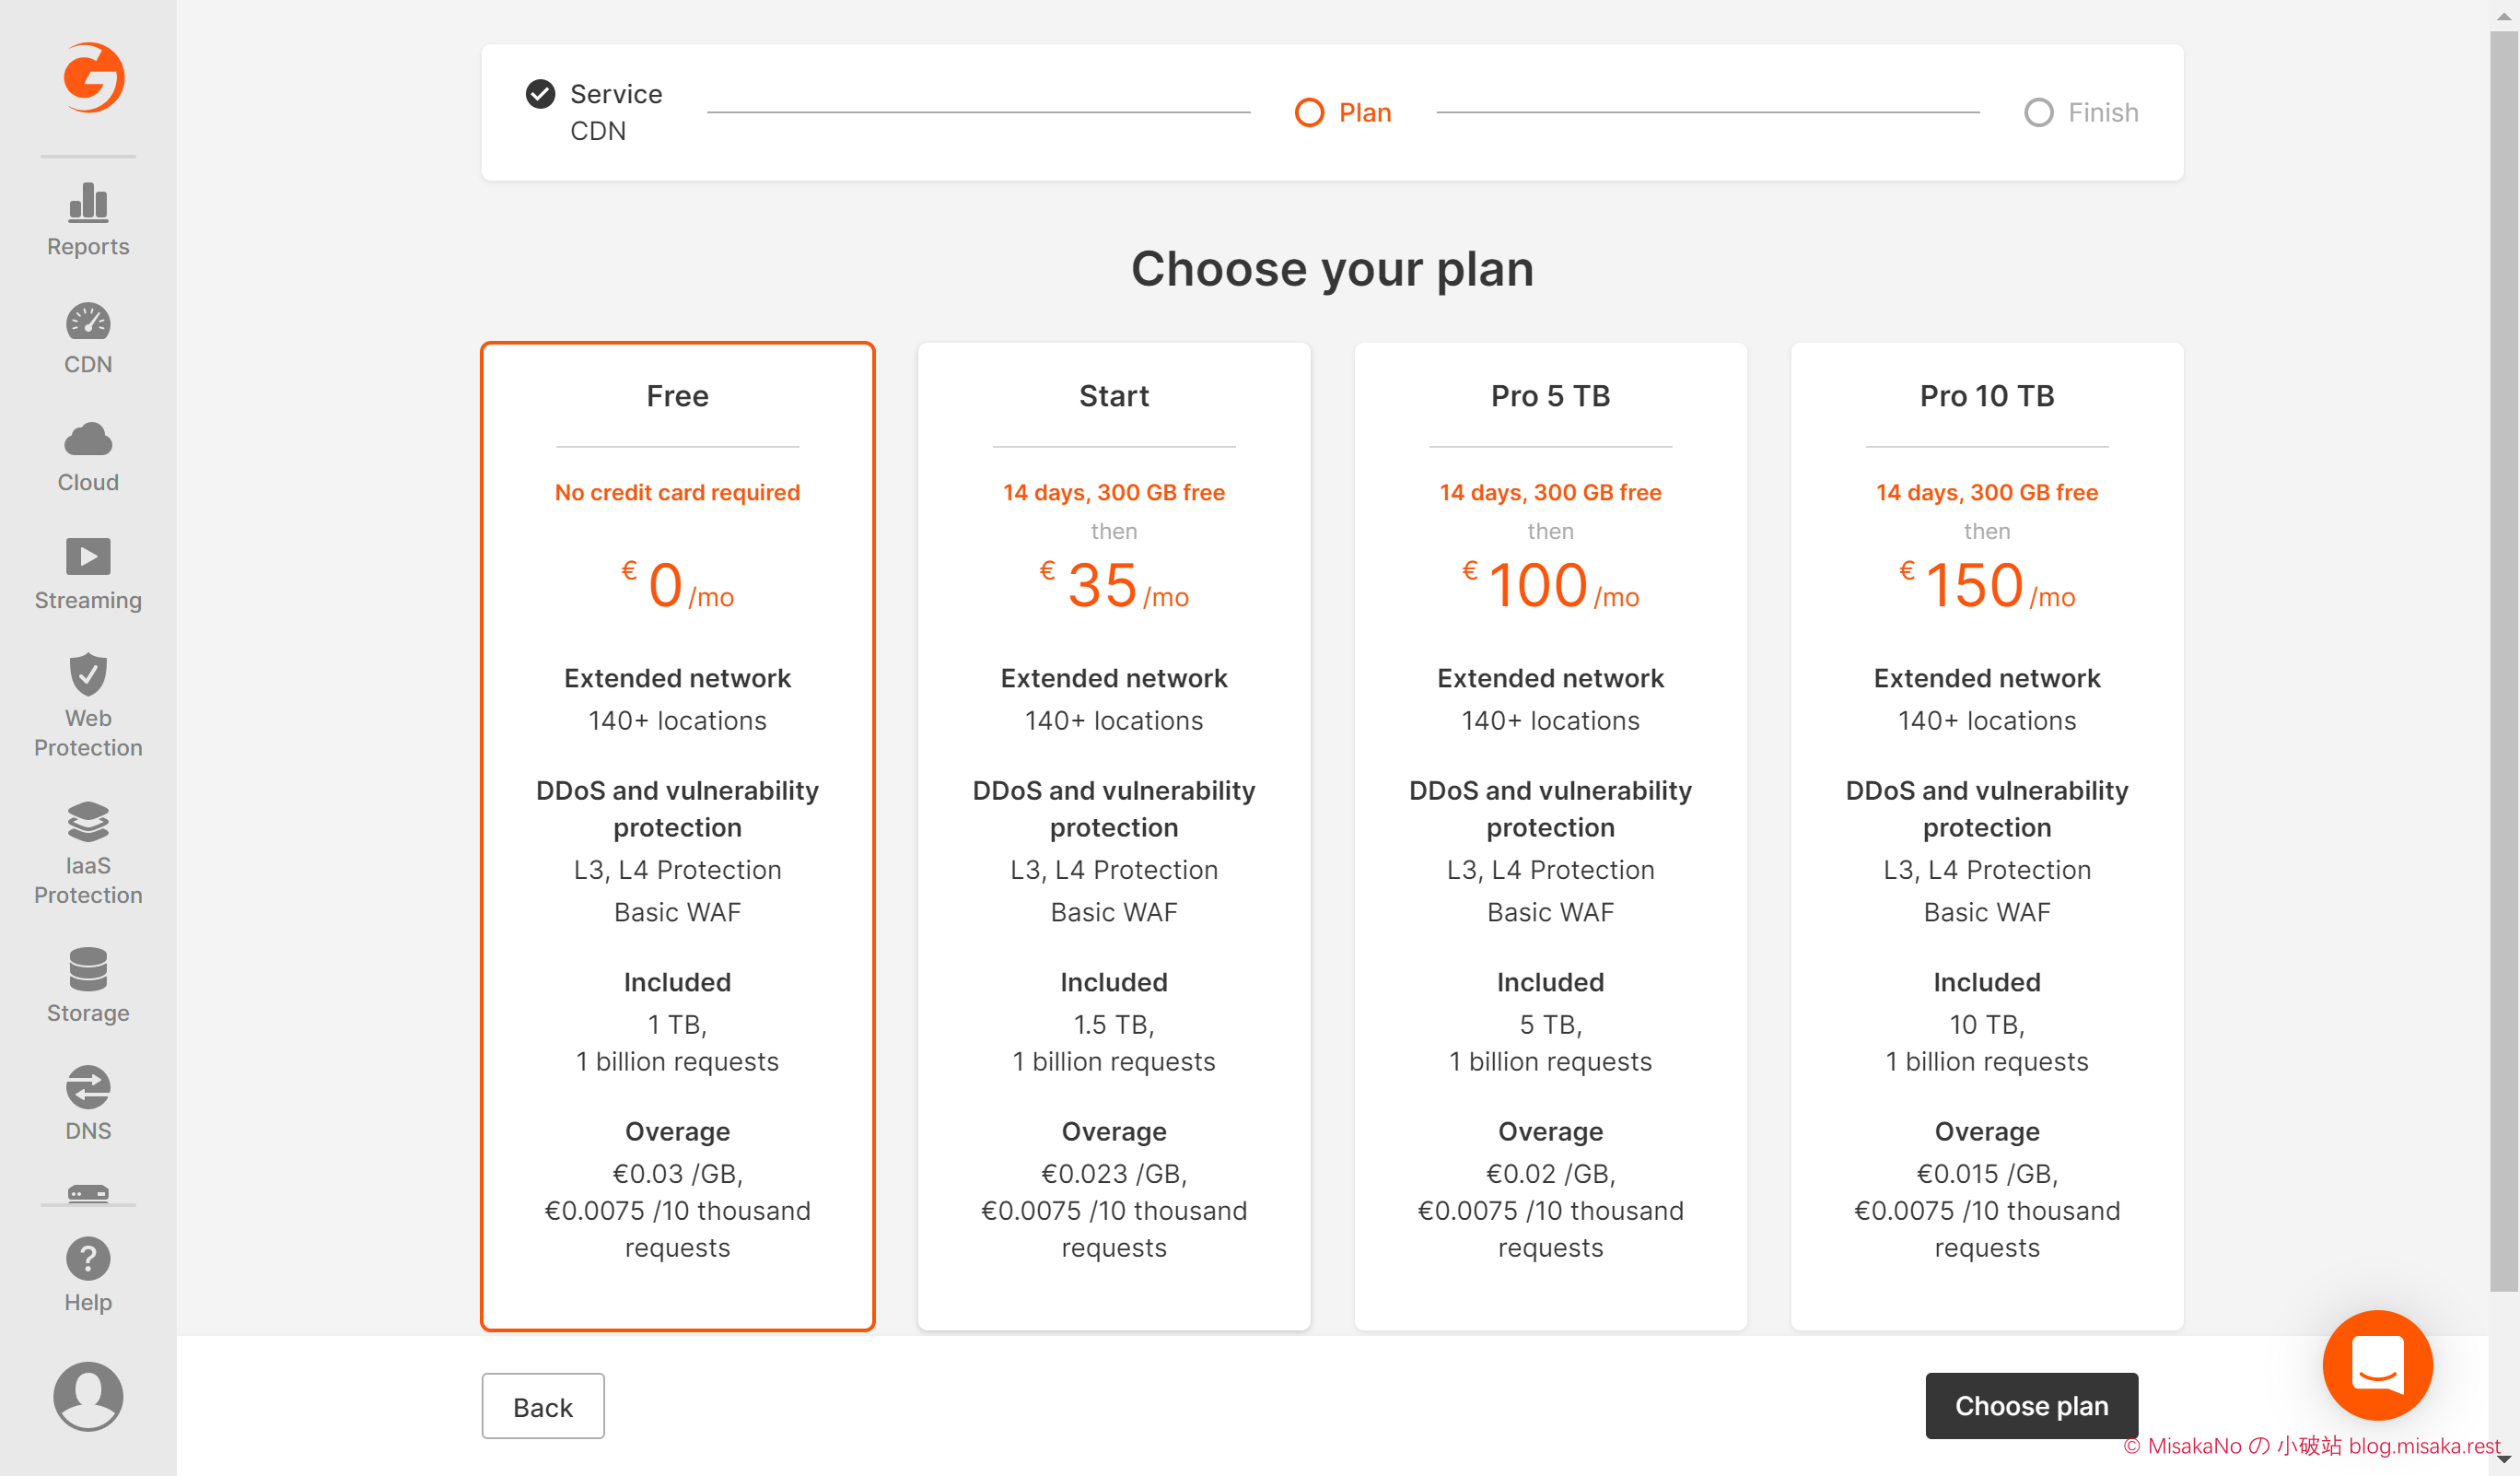 Service
CDN
Plan
Finish
Reports
CDN
Cloud
Streaming
Web
Protection
IaaS
Protection
Storage
DNS
Help
Choose your plan
Free
No credit card required
€ 0 /mo
Extended network
140+ locations
DDoS and vulnerability
protection
L3, L4 Protection
Basic WAF
Included
1 TB,
1 billion requests
Overage
€0.03 /GB,
€0.0075 /10 thousand
requests
Start
14 days, 300 GB free
then
€ 35 /mo
Extended network
140+ locations
DDoS and vulnerability
protection
L3, L4 Protection
Basic WAF
Included
1.5 TB,
1 billion requests
Overage
€0.023 /GB,
€0.0075 /10 thousand
requests
Pro 5 TB
14 days, 300 GB free
then
€ 100 /mo
Extended network
140+ locations
DDoS and vulnerability
protection
L3, L4 Protection
Basic WAF
Included
5 TB,
1 billion requests
Overage
€0.02 /GB,
€0.0075 /10 thousand
requests
Pro 10 TB
14 days, 300 GB free
then
€ 150 /mo
Extended network
140+ locations
DDoS and vulnerability
protection
L3, L4 Protection
Basic WAF
Included
10 TB,
1 billion requests
Overage
€0.015 /GB,
€0.0075 /10 thousand
requests
Back
Choose plan
© MisakaNo の 小破站 blog.misaka.rest